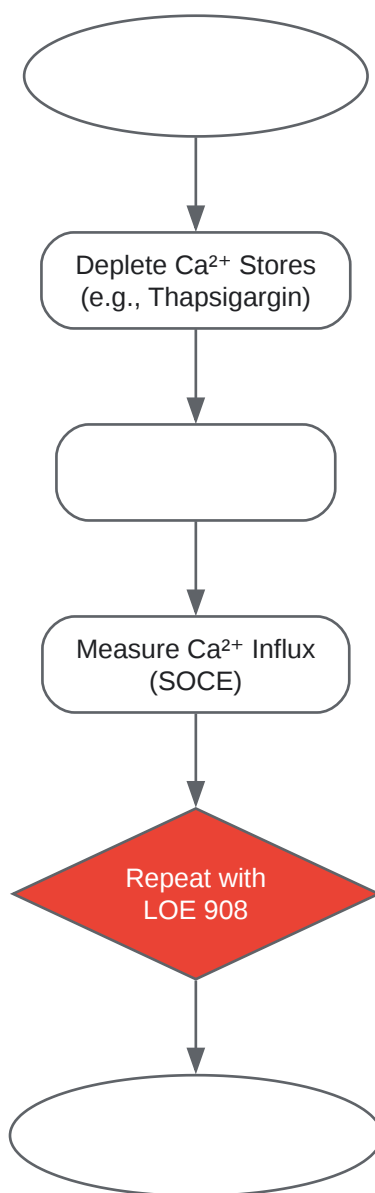 Deplete Ca²⁺ Stores
(e.g., Thapsigargin)
Measure Ca²⁺ Influx
(SOCE)
Repeat with
LOE 908